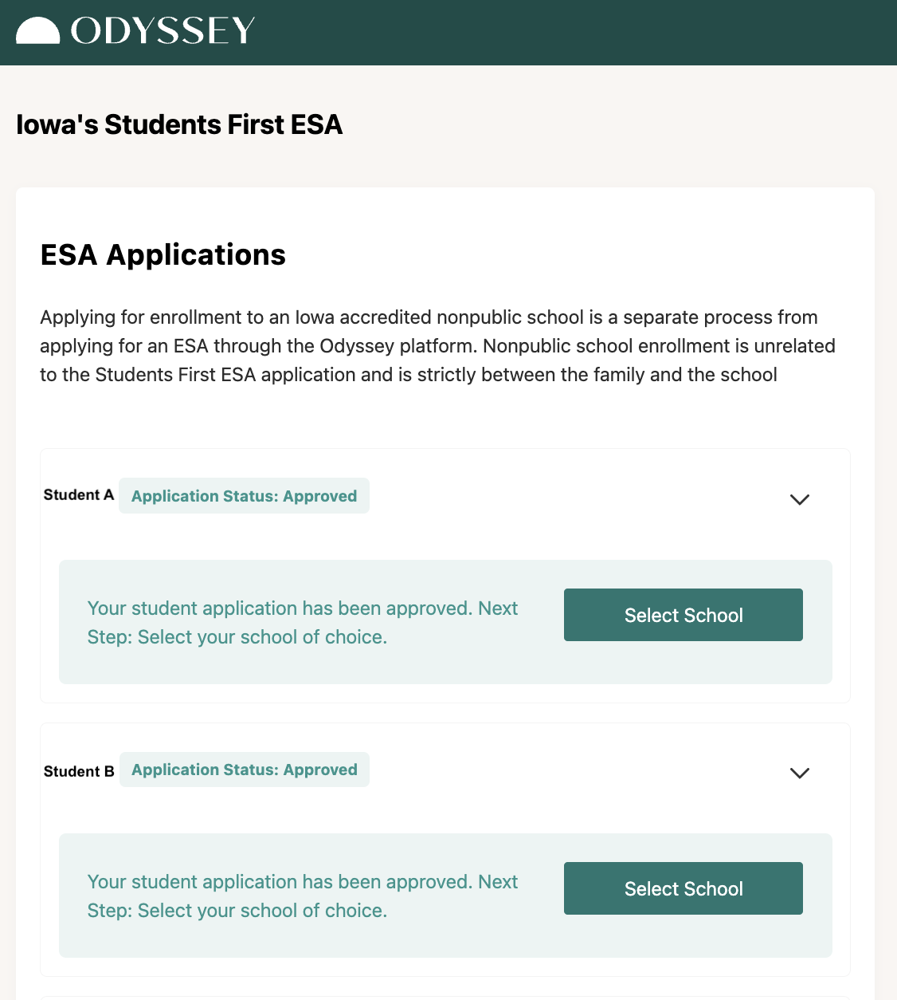 ODYSSEY
Iowa's Students First ESA
ESA Applications
Applying for enrollment to an Iowa accredited nonpublic school is a separate process from
applying for an ESA through the Odyssey platform. Nonpublic school enrollment is unrelated
to the Students First ESA application and is strictly between the family and the school
Student A Application Status: Approved
Your student application has been approved. Next
Step: Select your school of choice.
Select School
Student B Application Status: Approved
Your student application has been approved. Next
Step: Select your school of choice.
Select School